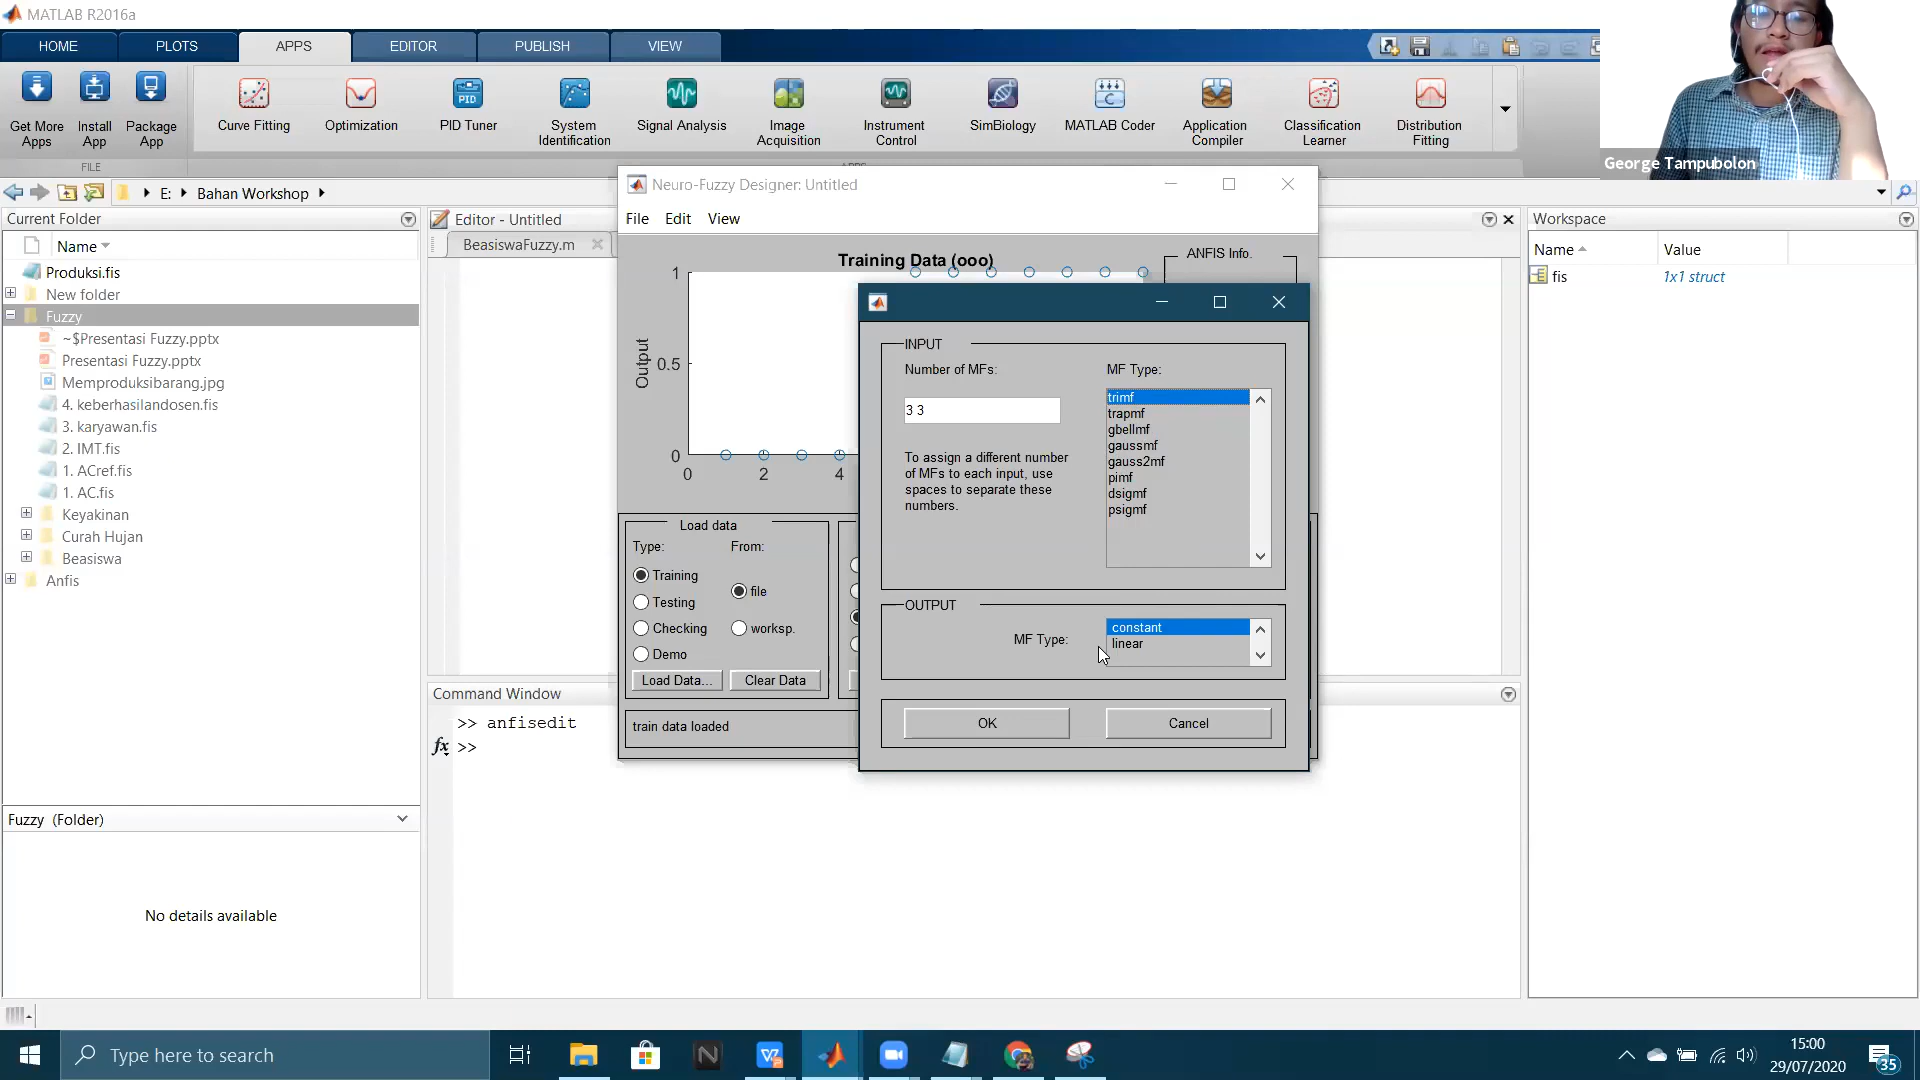 MATLAB R2016a
HOME
PLOTS
APPS
EDITOR
PUBLISH
VIEW
Get More Apps
Install App
Package App
Curve Fitting
Optimization
PID
PID Tuner
System Identification
Signal Analysis
Image Acquisition
Instrument Control
SimBiology
MATLAB Coder
Application Compiler
Classification Learner
Distribution Fitting
FILE
George Tampubolon
E:
Bahan Workshop
Current Folder
Name
Produksi.fis
New folder
Fuzzy
~$Presentasi Fuzzy.pptx
Presentasi Fuzzy.pptx
Memproduksibarang.jpg
4. keberhasilandosen.fis
3. karyawan.fis
2. IMT.fis
1. ACref.fis
1. AC.fis
Keyakinan
Curah Hujan
Beasiswa
Anfis
Fuzzy (Folder)
No details available
Editor - Untitled
BeasiswaFuzzy.m
Neuro-Fuzzy Designer: Untitled
File Edit View
Training Data (ooo)
ANFIS Info.
Output
1
0.5
0
0 2 4
Load data
Type: From:
Training
Testing
Checking
Demo
file
worksp.
Load Data...
Clear Data
train data loaded
INPUT
Number of MFs:
3 3
To assign a different number
of MFs to each input, use
spaces to separate these
numbers.
MF Type:
trimf
trapmf
gbellmf
gaussmf
gauss2mf
pimf
dsigmf
psigmf
OUTPUT
MF Type:
constant
linear
OK
Cancel
Command Window
>> anfisedit
fx >>
Workspace
Name Value
fis 1x1 struct
Type here to search
15:00
29/07/2020
35